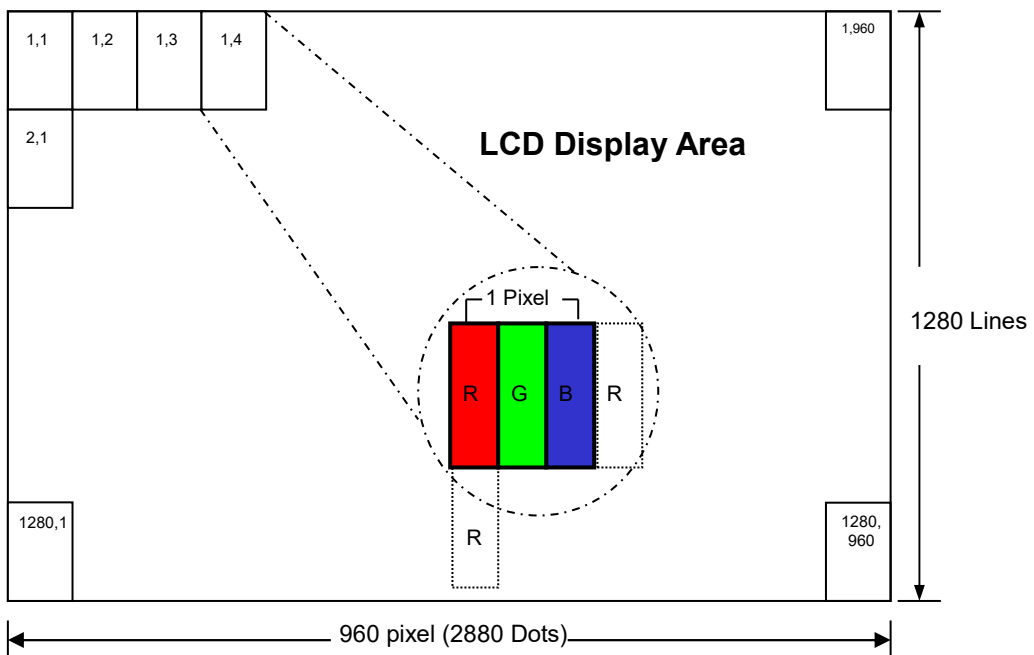 1,1 1,2 1,3 1,4 1,960
2,1
LCD Display Area
1 Pixel
1280 Lines
R G B R
R
1280,1
1280,
960
960 pixel (2880 Dots)